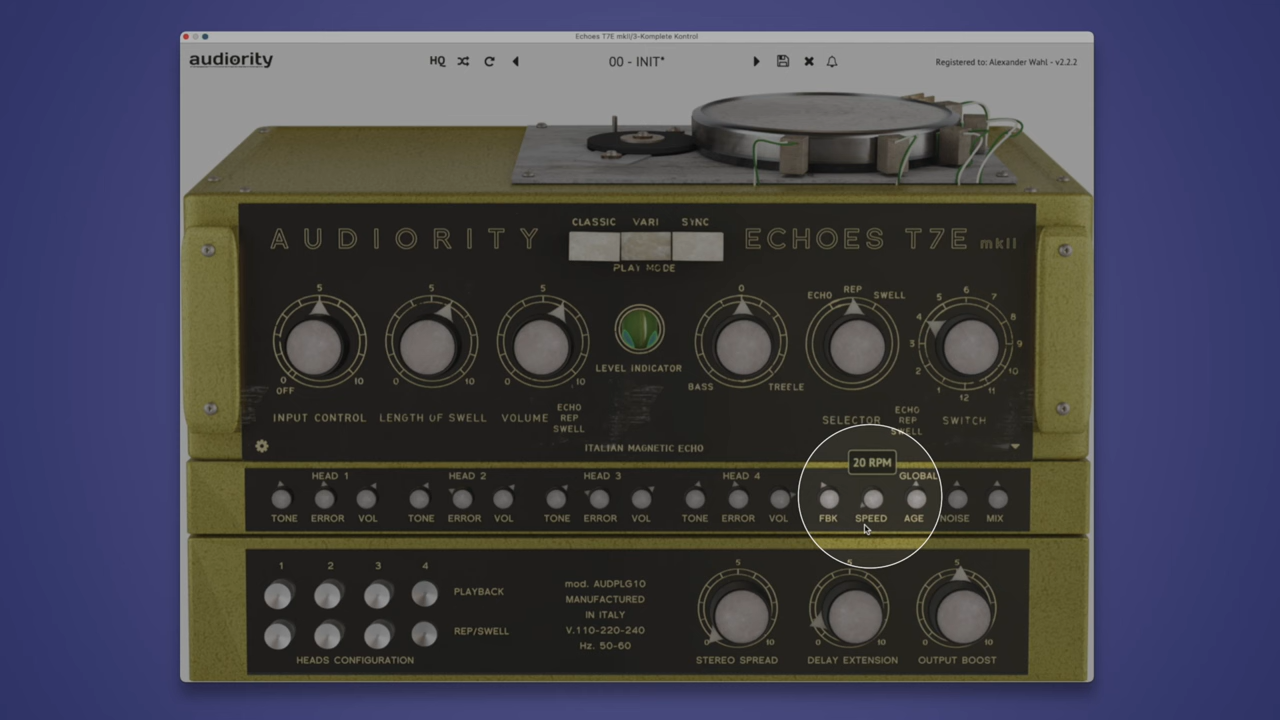 Echoes T7E mkII/3-Komplete Kontrol
audiority
HQ
00 - INIT*
Registered to: Alexander Wahl - v2.2.2
CLASSIC VARI SYNC
AUDIORITY
ECHOES T7E mkII
PLAY MODE
5 5 5 0
ECHO REP SWELL
5 6 7
4 8
3 9
2 10
1 12 11
0 10 0 10 0 10
OFF
LEVEL INDICATOR
BASS TREBLE
INPUT CONTROL LENGTH OF SWELL VOLUME
ECHO
REP
SWELL
SELECTOR
ECHO
REP
SWELL
SWITCH
ITALIAN MAGNETIC ECHO
20 RPM
HEAD 1 HEAD 2 HEAD 3 HEAD 4 GLOBAL
TONE ERROR VOL TONE ERROR VOL TONE ERROR VOL TONE ERROR VOL FBK SPEED AGE NOISE MIX
1 2 3 4
PLAYBACK
REP/SWELL
HEADS CONFIGURATION
mod. AUDPLG10
MANUFACTURED
IN ITALY
V.110-220-240
Hz. 50-60
5 5 5
0 10 0 10 0 10
STEREO SPREAD DELAY EXTENSION OUTPUT BOOST